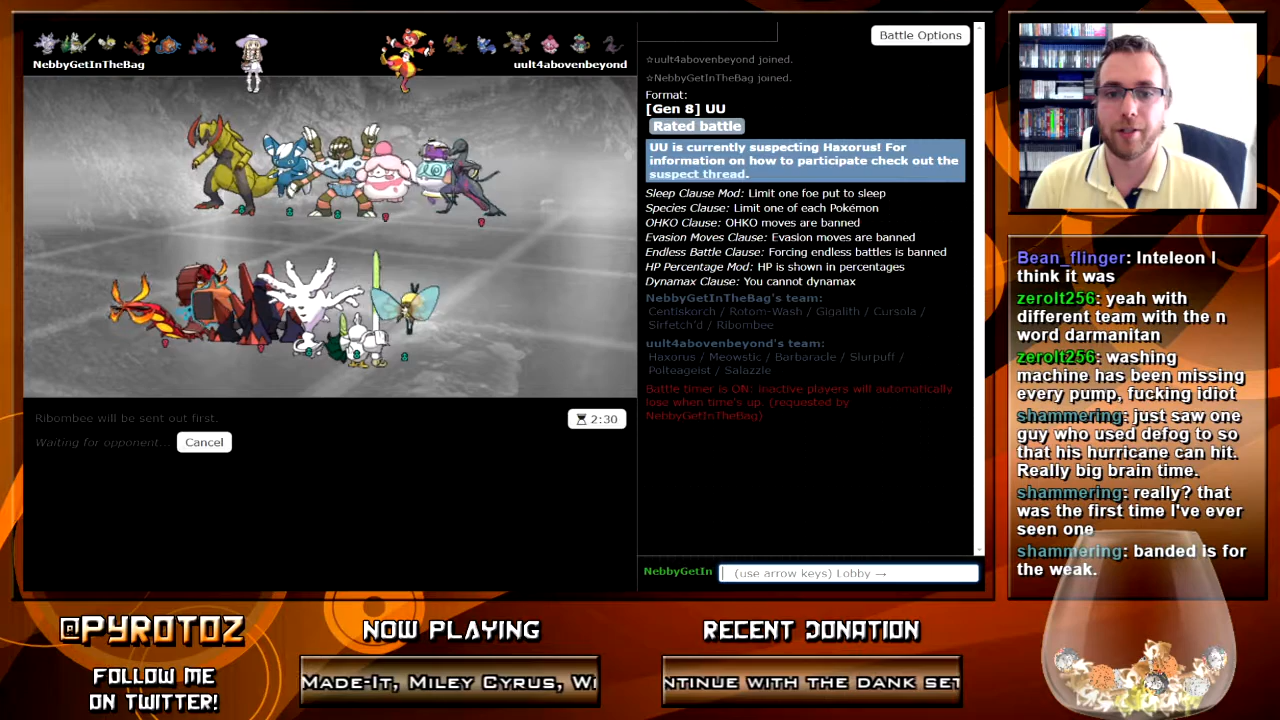 NebbyGetInTheBag
uult4abovenbeyond
Ribombee will be sent out first.
Waiting for opponent... Cancel
2:30
Battle Options
☆uult4abovenbeyond joined.
☆NebbyGetInTheBag joined.
Format:
[Gen 8] UU
Rated battle
UU is currently suspecting Haxorus! For
information on how to participate check out the
suspect thread.
Sleep Clause Mod: Limit one foe put to sleep
Species Clause: Limit one of each Pokémon
OHKO Clause: OHKO moves are banned
Evasion Moves Clause: Evasion moves are banned
Endless Battle Clause: Forcing endless battles is banned
HP Percentage Mod: HP is shown in percentages
Dynamax Clause: You cannot dynamax
NebbyGetInTheBag's team:
Centiskorch / Rotom-Wash / Gigalith / Cursola /
Sirfetch'd / Ribombee
uult4abovenbeyond's team:
Haxorus / Meowstic / Barbaracle / Slurpuff /
Polteageist / Salazzle
Battle timer is ON: inactive players will automatically
lose when time's up. (requested by
NebbyGetInTheBag)
NebbyGetIn (use arrow keys) Lobby →
Bean_flinger: Inteleon I
think it was
zerolt256: yeah with
different team with the n
word darmanitan
zerolt256: washing
machine has been missing
every pump, fucking idiot
shammering: just saw one
guy who used defog to so
that his hurricane can hit.
Really big brain time.
shammering: really? that
was the first time I've ever
seen one
shammering: banded is for
the weak.
@PYROTOZ
FOLLOW ME
ON TWITTER!
NOW PLAYING
MADE-IT, MILEY CYRUS, WI
RECENT DONATION
NTINUE WITH THE DANK SET